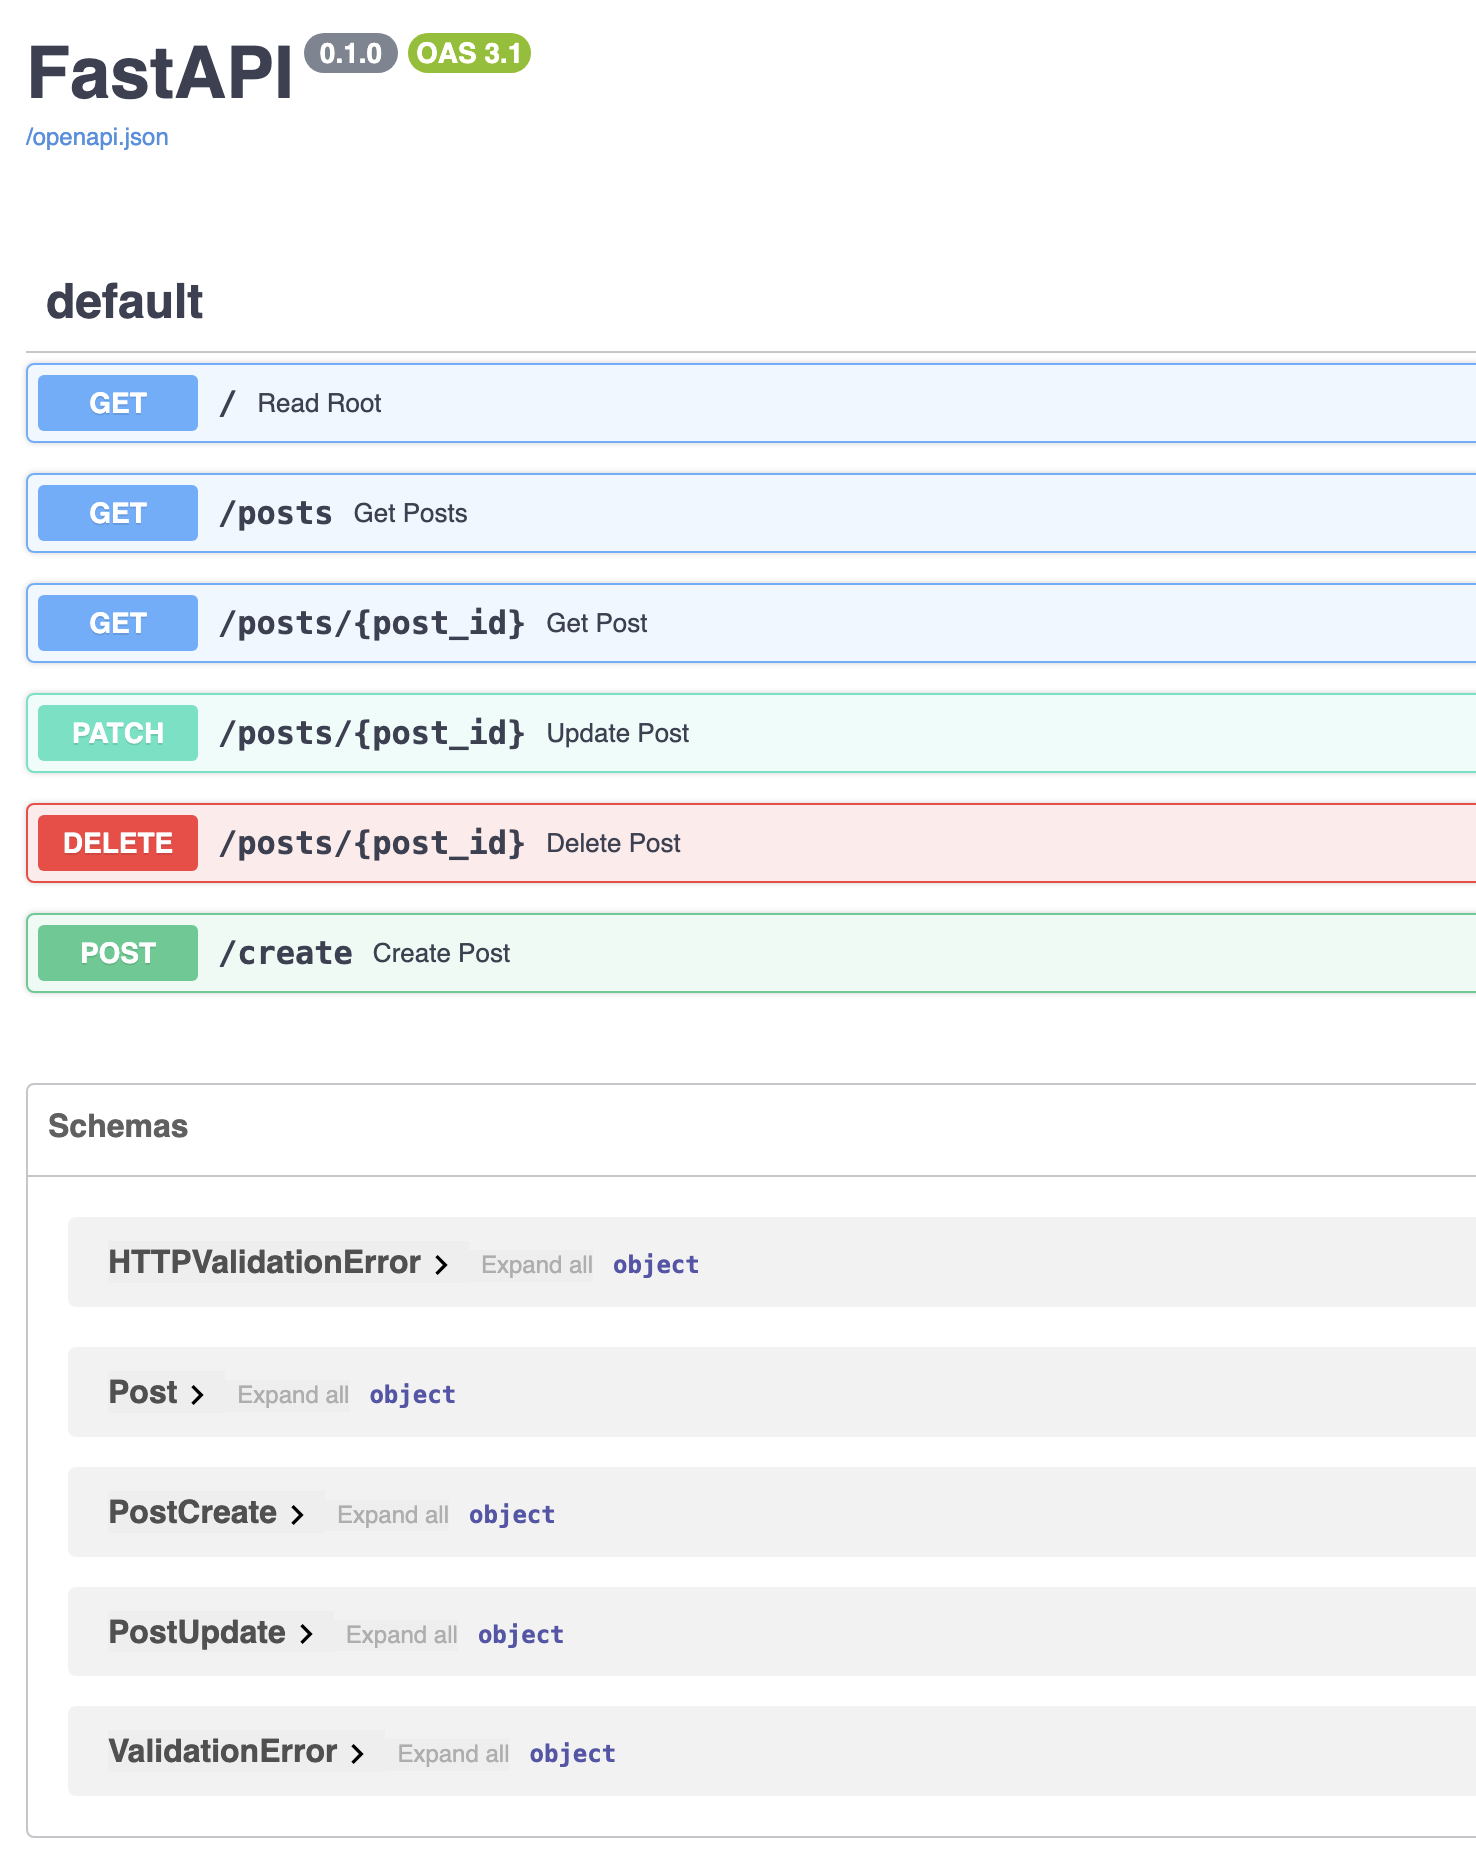 FastAPI 0.1.0 OAS 3.1
/openapi.json
default
GET / Read Root
GET /posts Get Posts
GET /posts/{post_id} Get Post
PATCH /posts/{post_id} Update Post
DELETE /posts/{post_id} Delete Post
POST /create Create Post
Schemas
HTTPValidationError Expand all object
Post Expand all object
PostCreate Expand all object
PostUpdate Expand all object
ValidationError Expand all object